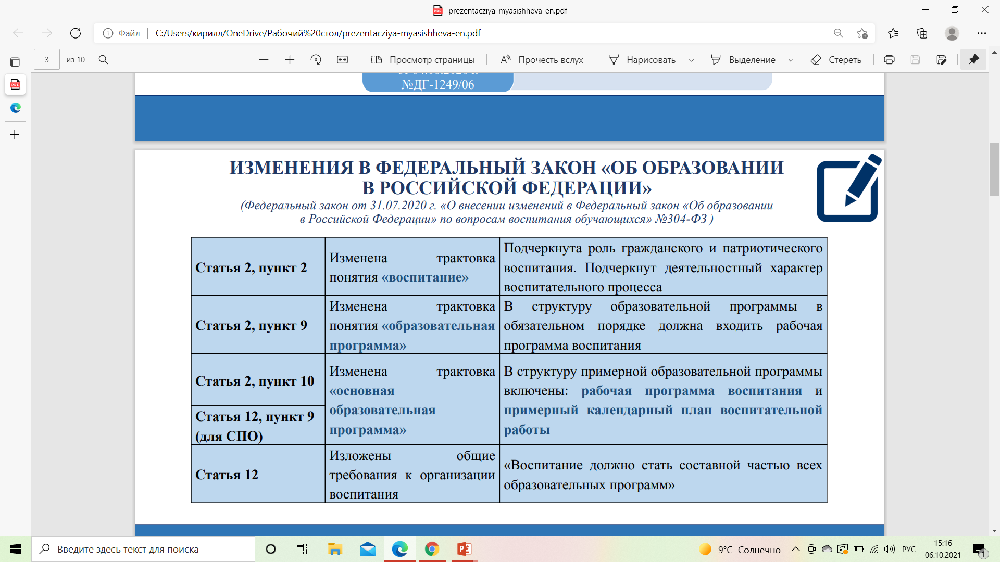 prezentacziya-myasishheva-en.pdf
Файл
C:/Users/кирилл/OneDrive/Рабочий%20стол/prezentacziya-myasishheva-en.pdf
3 из 10
Просмотр страницы
Прочесть вслух
Нарисовать
Выделение
Стереть
№ДГ-1249/06
ИЗМЕНЕНИЯ В ФЕДЕРАЛЬНЫЙ ЗАКОН «ОБ ОБРАЗОВАНИИ
В РОССИЙСКОЙ ФЕДЕРАЦИИ»
(Федеральный закон от 31.07.2020 г. «О внесении изменений в Федеральный закон «Об образовании
в Российской Федерации» по вопросам воспитания обучающихся» №304-ФЗ )
Статья 2, пункт 2
Изменена трактовка
понятия «воспитание»
Подчеркнута роль гражданского и патриотического
воспитания. Подчеркнут деятельностный характер
воспитательного процесса
Статья 2, пункт 9
Изменена трактовка
понятия «образовательная
программа»
В структуру образовательной программы в
обязательном порядке должна входить рабочая
программа воспитания
Статья 2, пункт 10
Статья 12, пункт 9
(для СПО)
Изменена трактовка
«основная
образовательная
программа»
В структуру примерной образовательной программы
включены: рабочая программа воспитания и
примерный календарный план воспитательной
работы
Статья 12
Изложены общие
требования к организации
воспитания
«Воспитание должно стать составной частью всех
образовательных программ»
Введите здесь текст для поиска
9°C Солнечно
РУС
15:16
06.10.2021
1